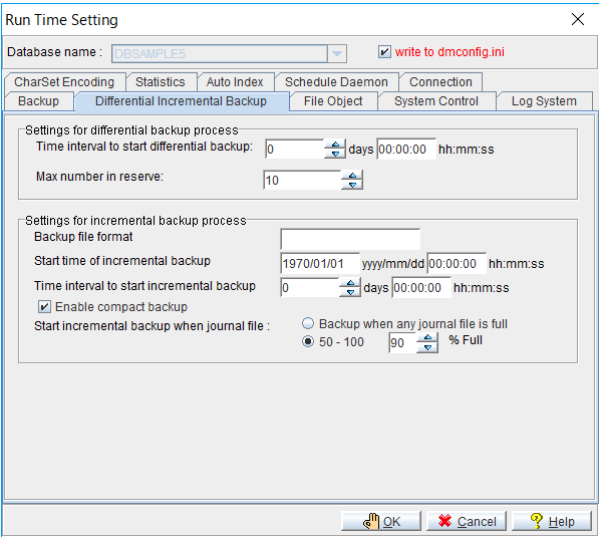 Run Time Setting
Database name : DBSAMPLE5 write to dmconfig.ini
CharSet Encoding Statistics Auto Index Schedule Daemon Connection
Backup Differential Incremental Backup File Object System Control Log System
Settings for differential backup process
Time interval to start differential backup: 0 days 00:00:00 hh:mm:ss
Max number in reserve: 10
Settings for incremental backup process
Backup file format
Start time of incremental backup 1970/01/01 yyyy/mm/dd 00:00:00 hh:mm:ss
Time interval to start incremental backup 0 days 00:00:00 hh:mm:ss
Enable compact backup
Start incremental backup when journal file : Backup when any journal file is full
50 - 100 90 % Full
OK Cancel Help